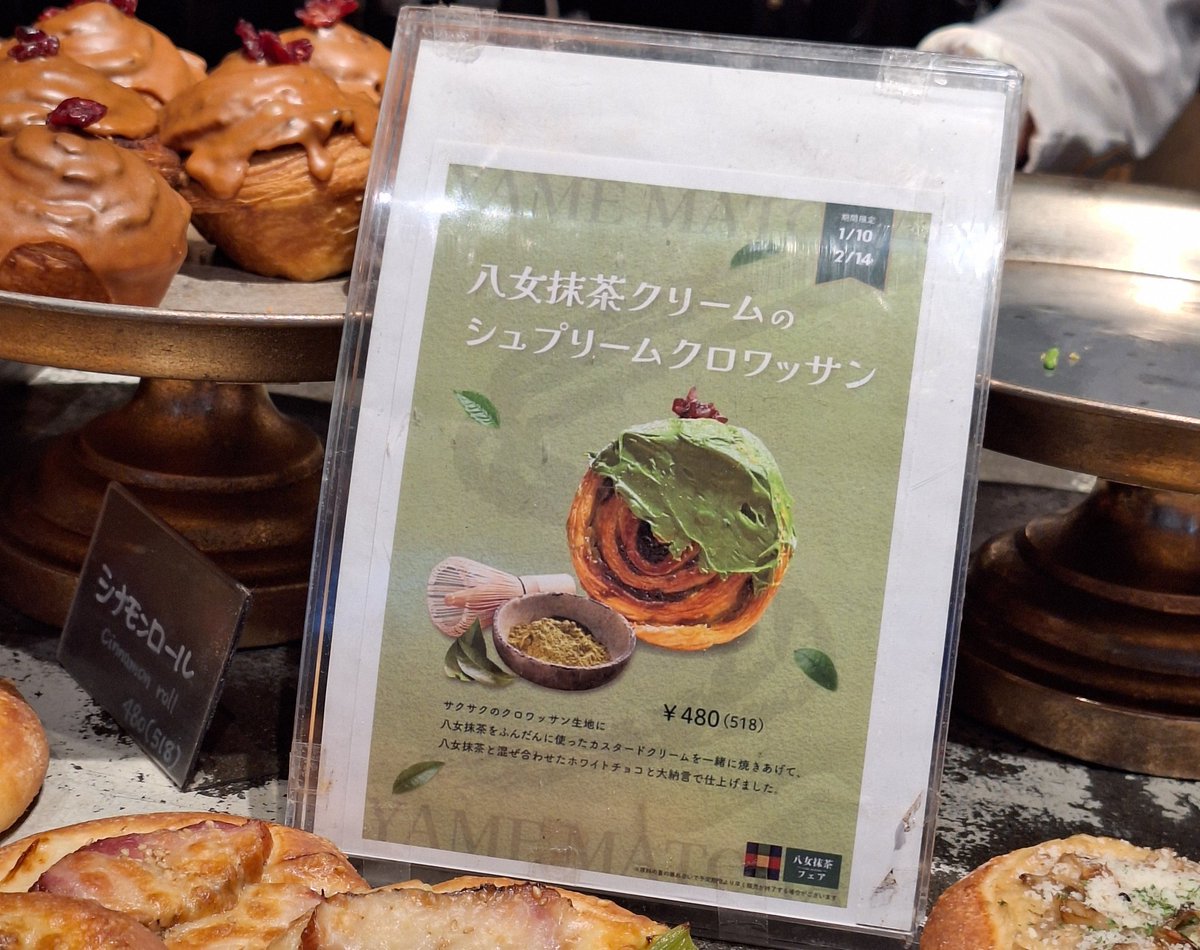 YAME MATC
期間限定
1/10
2/14
八女抹茶クリームの
シュプリームクロワッサン
サクサクのクロワッサン生地に
¥480(518)
八女抹茶をふんだんに使ったカスタードクリームを一緒に焼きあげて、
八女抹茶と混ぜ合わせたホワイトチョコと大納言で仕上げました。
YAME MATC
八女抹茶
フェア
シナモンロール
Cinnamon roll
480(518)